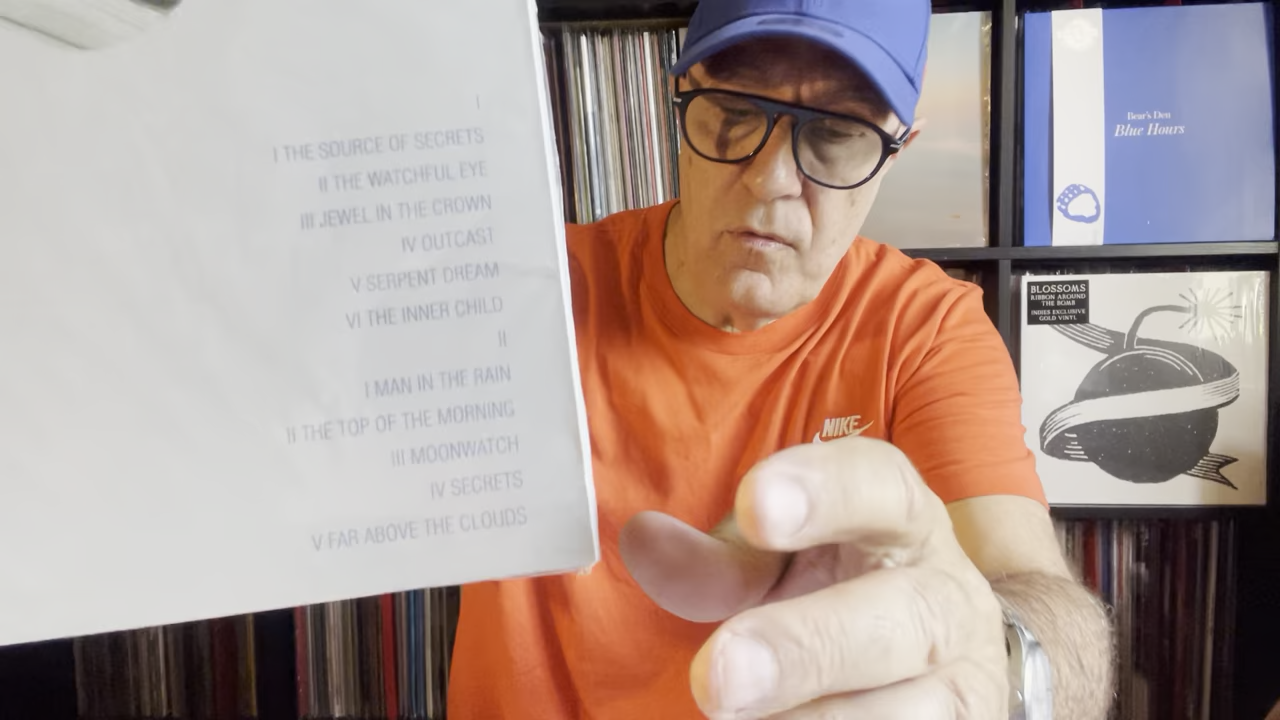 I
I THE SOURCE OF SECRETS
II THE WATCHFUL EYE
III JEWEL IN THE CROWN
IV OUTCAST
V SERPENT DREAM
VI THE INNER CHILD
II
I MAN IN THE RAIN
II THE TOP OF THE MORNING
III MOONWATCH
IV SECRETS
V FAR ABOVE THE CLOUDS
NIKE
Bear's Den
Blue Hours
BLOSSOMS
RIBBON AROUND
THE BOMB
INDIES EXCLUSIVE
GOLD VINYL